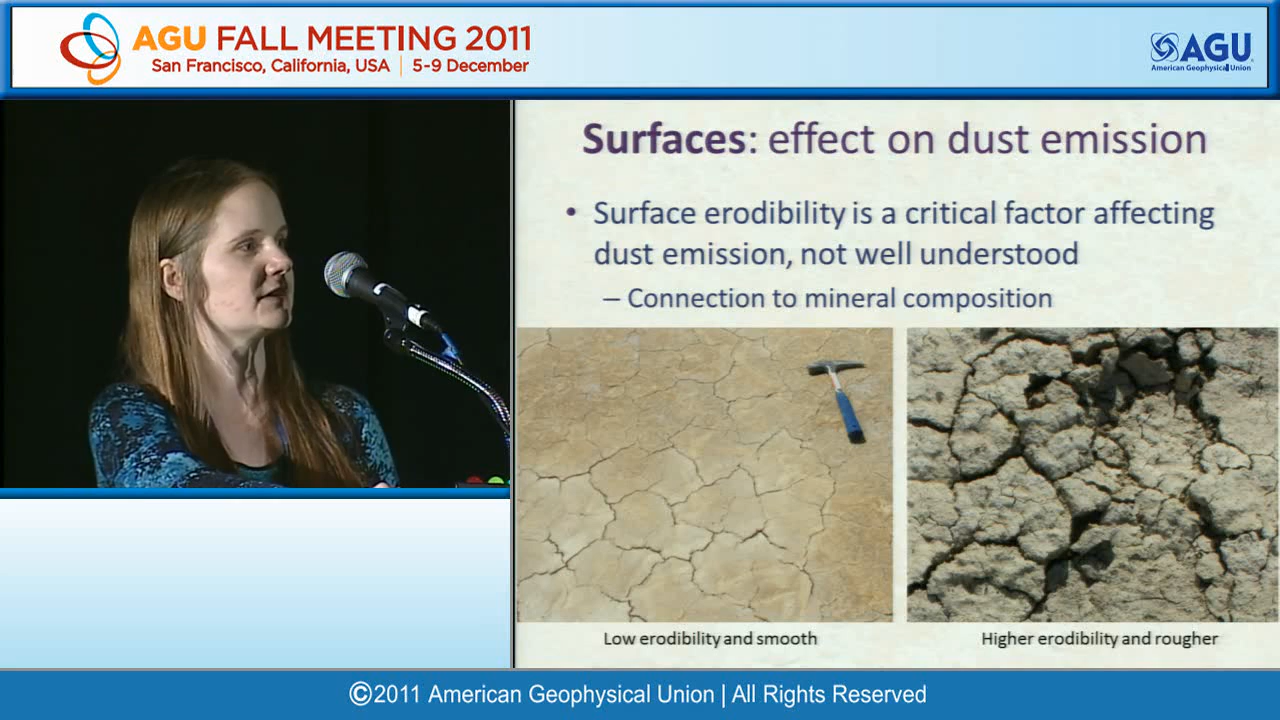 AGU FALL MEETING 2011
San Francisco, California, USA | 5-9 December
AGU
American Geophysical Union
Surfaces: effect on dust emission
• Surface erodibility is a critical factor affecting
dust emission, not well understood
– Connection to mineral composition
Low erodibility and smooth
Higher erodibility and rougher
©2011 American Geophysical Union | All Rights Reserved